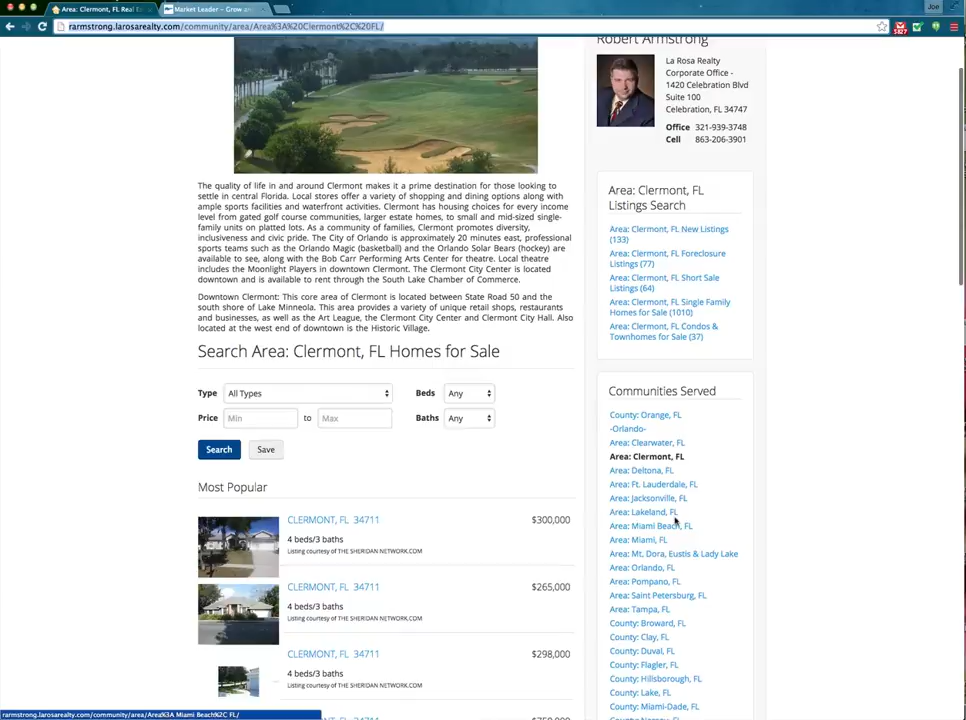 Area: Clermont, FL Real Es
Market Leader – Grow an
Joe
rarmstrong.larosarealty.com/community/area/Area%3A%20Clermont%2C%20FL/
5827
Robert Armstrong
La Rosa Realty
Corporate Office -
1420 Celebration Blvd
Suite 100
Celebration, FL 34747
Office 321-939-3748
Cell 863-206-3901
The quality of life in and around Clermont makes it a prime destination for those looking to
settle in central Florida. Local stores offer a variety of shopping and dining options along with
ample sports facilities and waterfront activities. Clermont has housing choices for every income
level from gated golf course communities, larger estate homes, to small and mid-sized single-
family units on platted lots. As a community of families, Clermont promotes diversity,
inclusiveness and civic pride. The City of Orlando is approximately 20 minutes east, professional
sports teams such as the Orlando Magic (basketball) and the Orlando Solar Bears (hockey) are
available to see, along with the Bob Carr Performing Arts Center for theatre. Local theatre
includes the Moonlight Players in downtown Clermont. The Clermont City Center is located
downtown and is available to rent through the South Lake Chamber of Commerce.
Downtown Clermont: This core area of Clermont is located between State Road 50 and the
south shore of Lake Minneola. This area provides a variety of unique retail shops, restaurants
and businesses, as well as the Art League, the Clermont City Center and Clermont City Hall. Also
located at the west end of downtown is the Historic Village.
Search Area: Clermont, FL Homes for Sale
Type All Types Beds Any
Price Min to Max Baths Any
Search Save
Most Popular
CLERMONT, FL 34711 $300,000
4 beds/3 baths
Listing courtesy of THE SHERIDAN NETWORK.COM
CLERMONT, FL 34711 $265,000
4 beds/3 baths
Listing courtesy of THE SHERIDAN NETWORK.COM
CLERMONT, FL 34711 $298,000
4 beds/3 baths
Listing courtesy of THE SHERIDAN NETWORK.COM
Area: Clermont, FL
Listings Search
Area: Clermont, FL New Listings
(133)
Area: Clermont, FL Foreclosure
Listings (77)
Area: Clermont, FL Short Sale
Listings (64)
Area: Clermont, FL Single Family
Homes for Sale (1010)
Area: Clermont, FL Condos &
Townhomes for Sale (37)
Communities Served
County: Orange, FL
-Orlando-
Area: Clearwater, FL
Area: Clermont, FL
Area: Deltona, FL
Area: Ft. Lauderdale, FL
Area: Jacksonville, FL
Area: Lakeland, FL
Area: Miami Beach, FL
Area: Miami, FL
Area: Mt. Dora, Eustis & Lady Lake
Area: Orlando, FL
Area: Pompano, FL
Area: Saint Petersburg, FL
Area: Tampa, FL
County: Broward, FL
County: Clay, FL
County: Duval, FL
County: Flagler, FL
County: Hillsborough, FL
County: Lake, FL
County: Miami-Dade, FL
rarmstrong.larosarealty.com/community/area/Area%3A Miami Beach%2C FL/